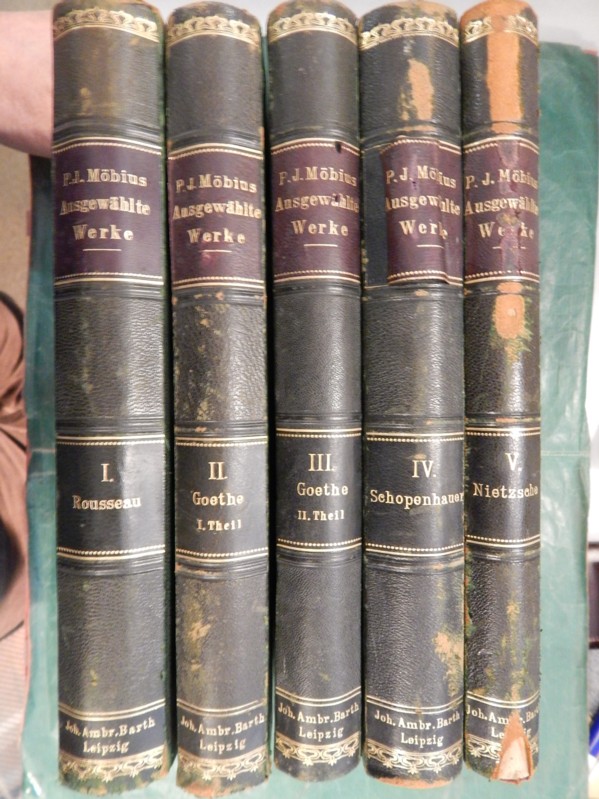 P.J. Möbius
Ausgewählte
Werke
I.
Rousseau
Joh. Ambr. Barth
Leipzig
P.J. Möbius
Ausgewählte
Werke
II.
Goethe
I. Theil
Joh. Ambr. Barth
Leipzig
P.J. Möbius
Ausgewählte
Werke
III.
Goethe
II. Theil
Joh. Ambr. Barth
Leipzig
P.J. Möbius
Ausgewählte
Werke
IV.
Schopenhauer
Joh. Ambr. Barth
Leipzig
P.J. Möbius
Ausgewählte
Werke
V.
Nietzsche
Joh. Ambr. Barth